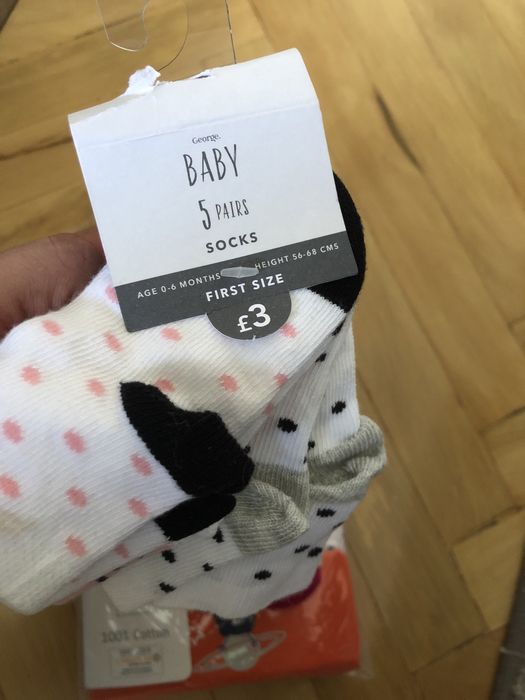 George.
BABY
5 PAIRS
SOCKS
AGE 0-6 MONTHS HEIGHT 56-68 CMS
FIRST SIZE
£3
100% Cotton